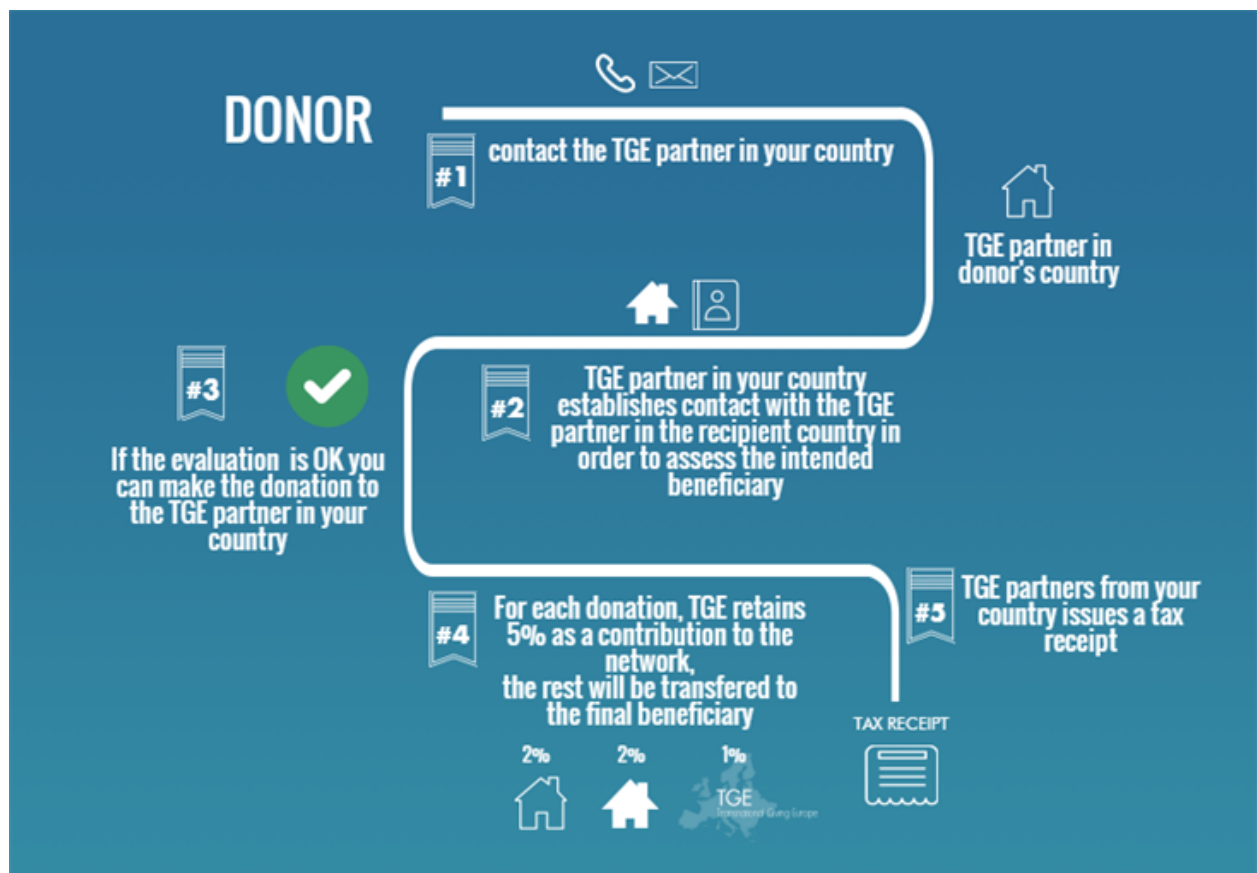 DONOR
#1
contact the TGE partner in your country
TGE partner in
donor's country
#2
TGE partner in your country
establishes contact with the TGE
partner in the recipient country in
order to assess the intended
beneficiary
#3
If the evaluation is OK you
can make the donation to
the TGE partner in your
country
#4
For each donation, TGE retains
5% as a contribution to the
network,
the rest will be transfered to
the final beneficiary
2%
2%
1%
TGE
Transnational Giving Europe
#5
TGE partners from your
country issues a tax
receipt
TAX RECEIPT